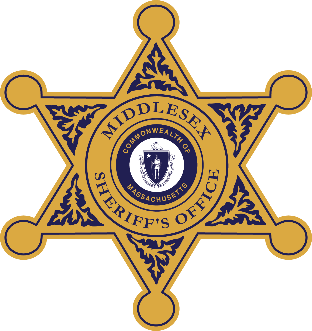 MIDDLESEX
COMMONWEALTH OF
MASSACHUSETTS
SHERIFF'S OFFICE